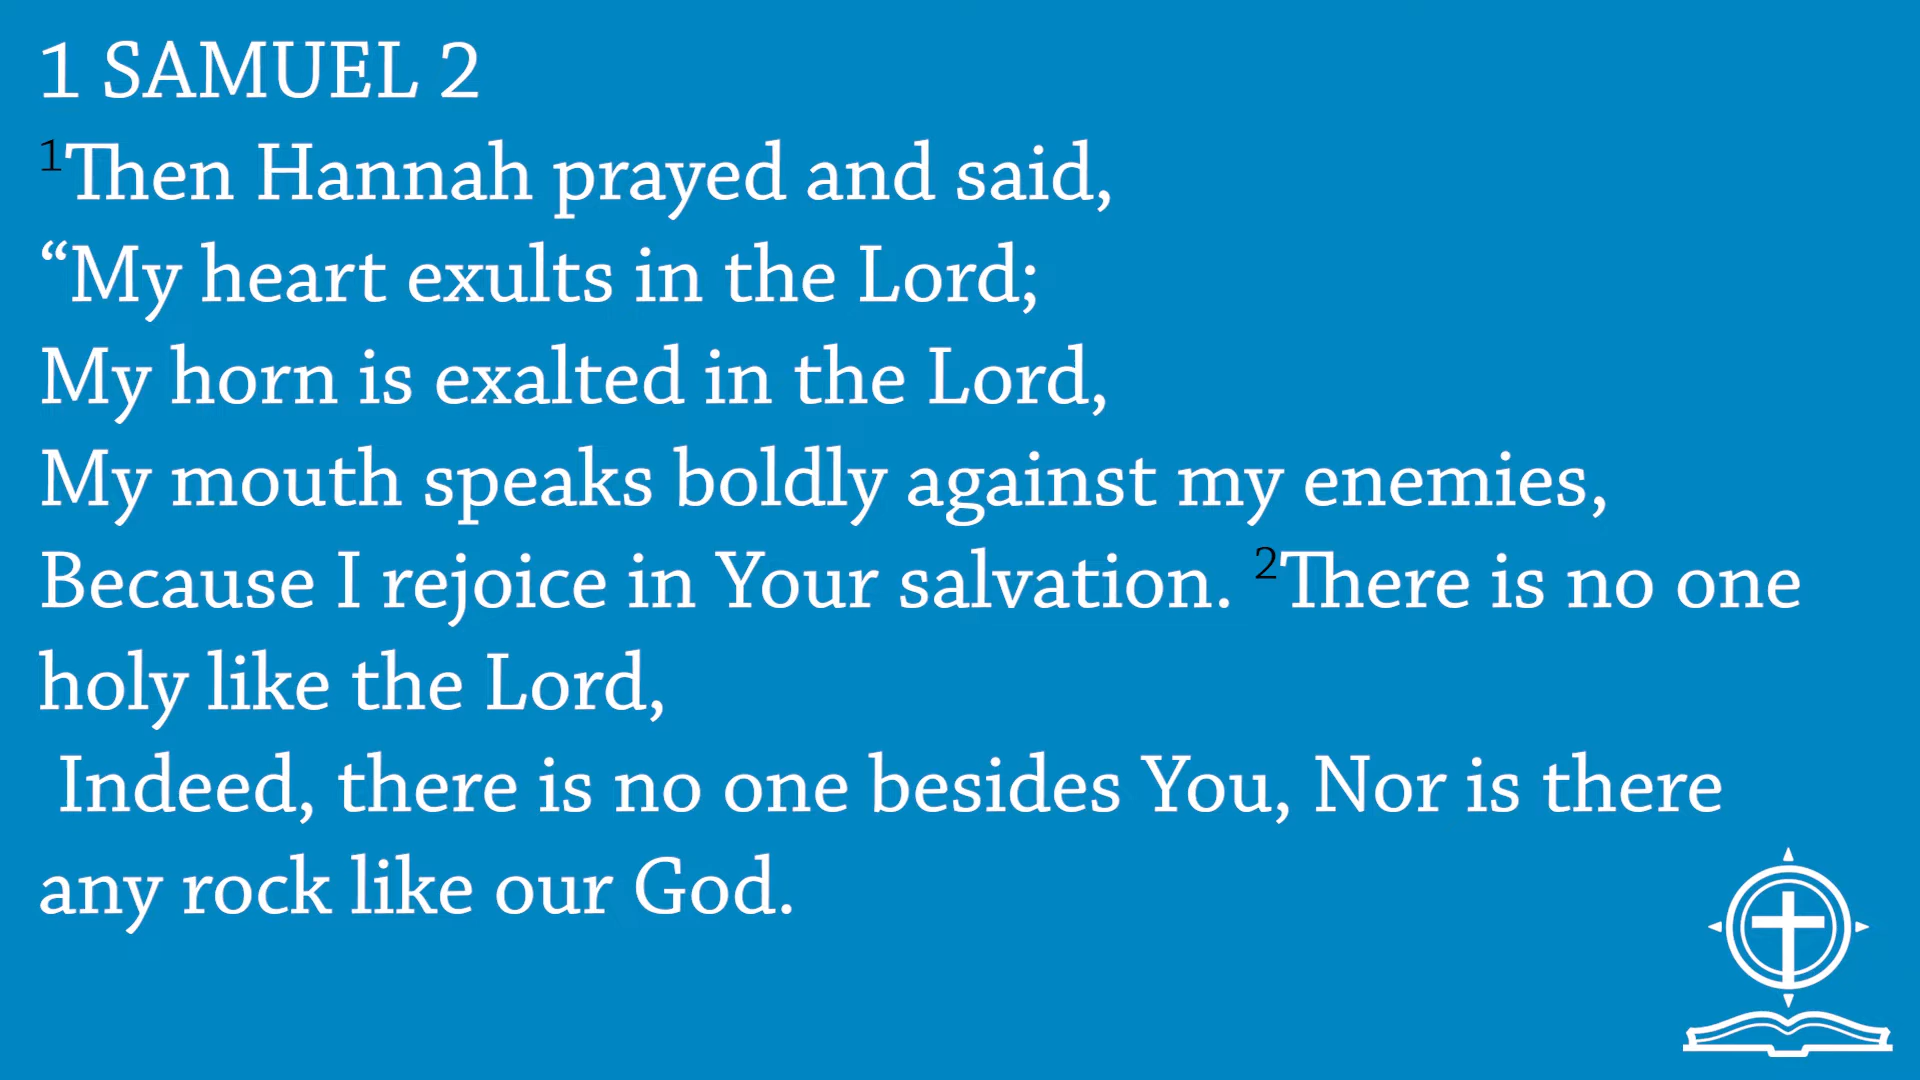 1 SAMUEL 2
1Then Hannah prayed and said,
“My heart exults in the Lord;
My horn is exalted in the Lord,
My mouth speaks boldly against my enemies,
Because I rejoice in Your salvation. 2There is no one
holy like the Lord,
Indeed, there is no one besides You, Nor is there
any rock like our God.